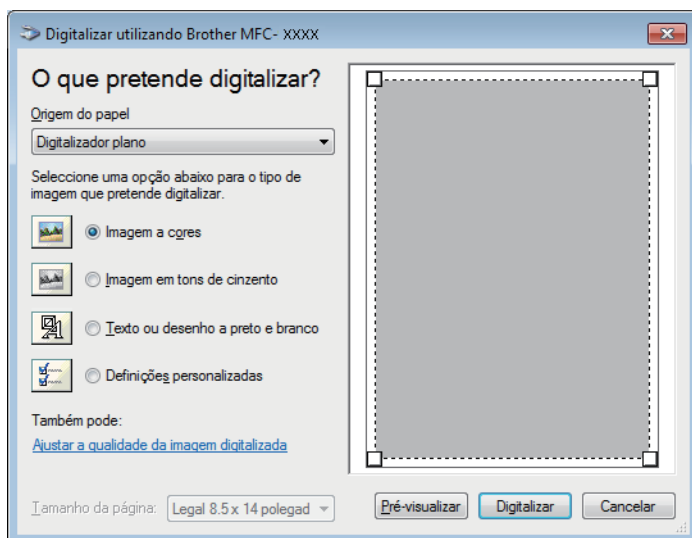 Digitalizar utilizando Brother MFC- XXXX
O que pretende digitalizar?
Origem do papel
Digitalizador plano
Seleccione uma opção abaixo para o tipo de
imagem que pretende digitalizar.
Imagem a cores
Imagem em tons de cinzento
Texto ou desenho a preto e branco
Definições personalizadas
Também pode:
Ajustar a qualidade da imagem digitalizada
Tamanho da página: Legal 8.5 x 14 polegad
Pré-visualizar Digitalizar Cancelar